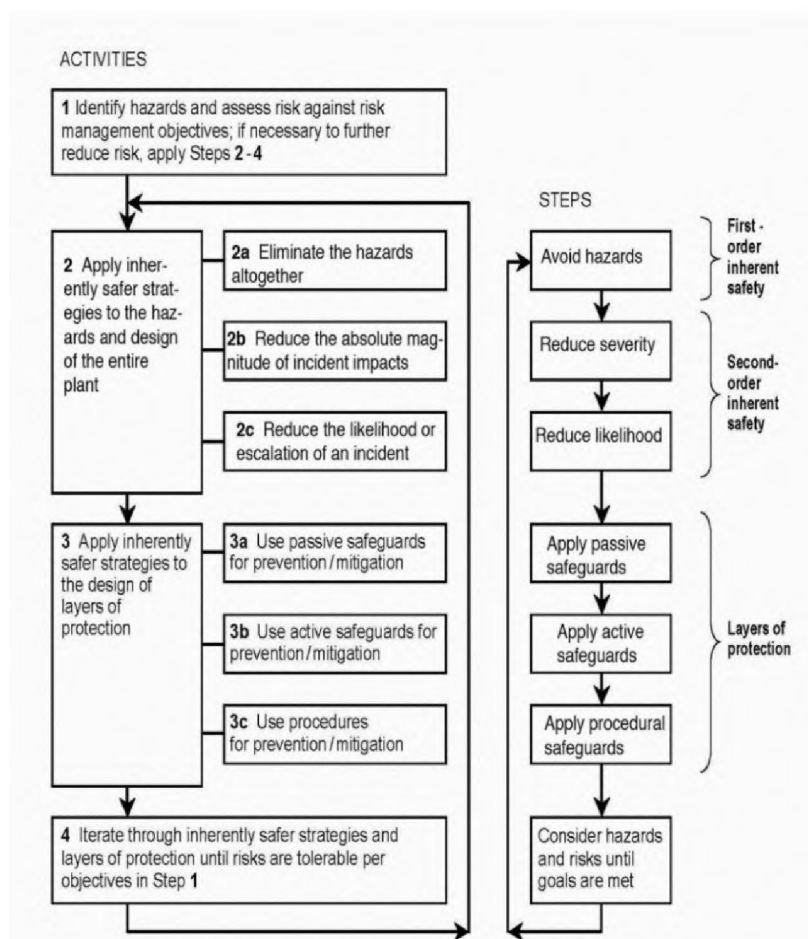 ACTIVITIES
1 Identify hazards and assess risk against risk
management objectives; if necessary to further
reduce risk, apply Steps 2-4
2 Apply inher-
ently safer strat-
egies to the haz-
ards and design
of the entire
plant
2a Eliminate the hazards
altogether
2b Reduce the absolute mag-
nitude of incident impacts
2c Reduce the likelihood or
escalation of an incident
3 Apply inherently
safer strategies to
the design of
layers of
protection
3a Use passive safeguards
for prevention/mitigation
3b Use active safeguards for
prevention/mitigation
3c Use procedures
for prevention/mitigation
4 Iterate through inherently safer strategies and
layers of protection until risks are tolerable per
objectives in Step 1
STEPS
Avoid hazards
Reduce severity
Reduce likelihood
Apply passive
safeguards
Apply active
safeguards
Apply procedural
safeguards
Consider hazards
and risks until
goals are met
First -
order
inherent
safety
Second-
order
inherent
safety
Layers of
protection